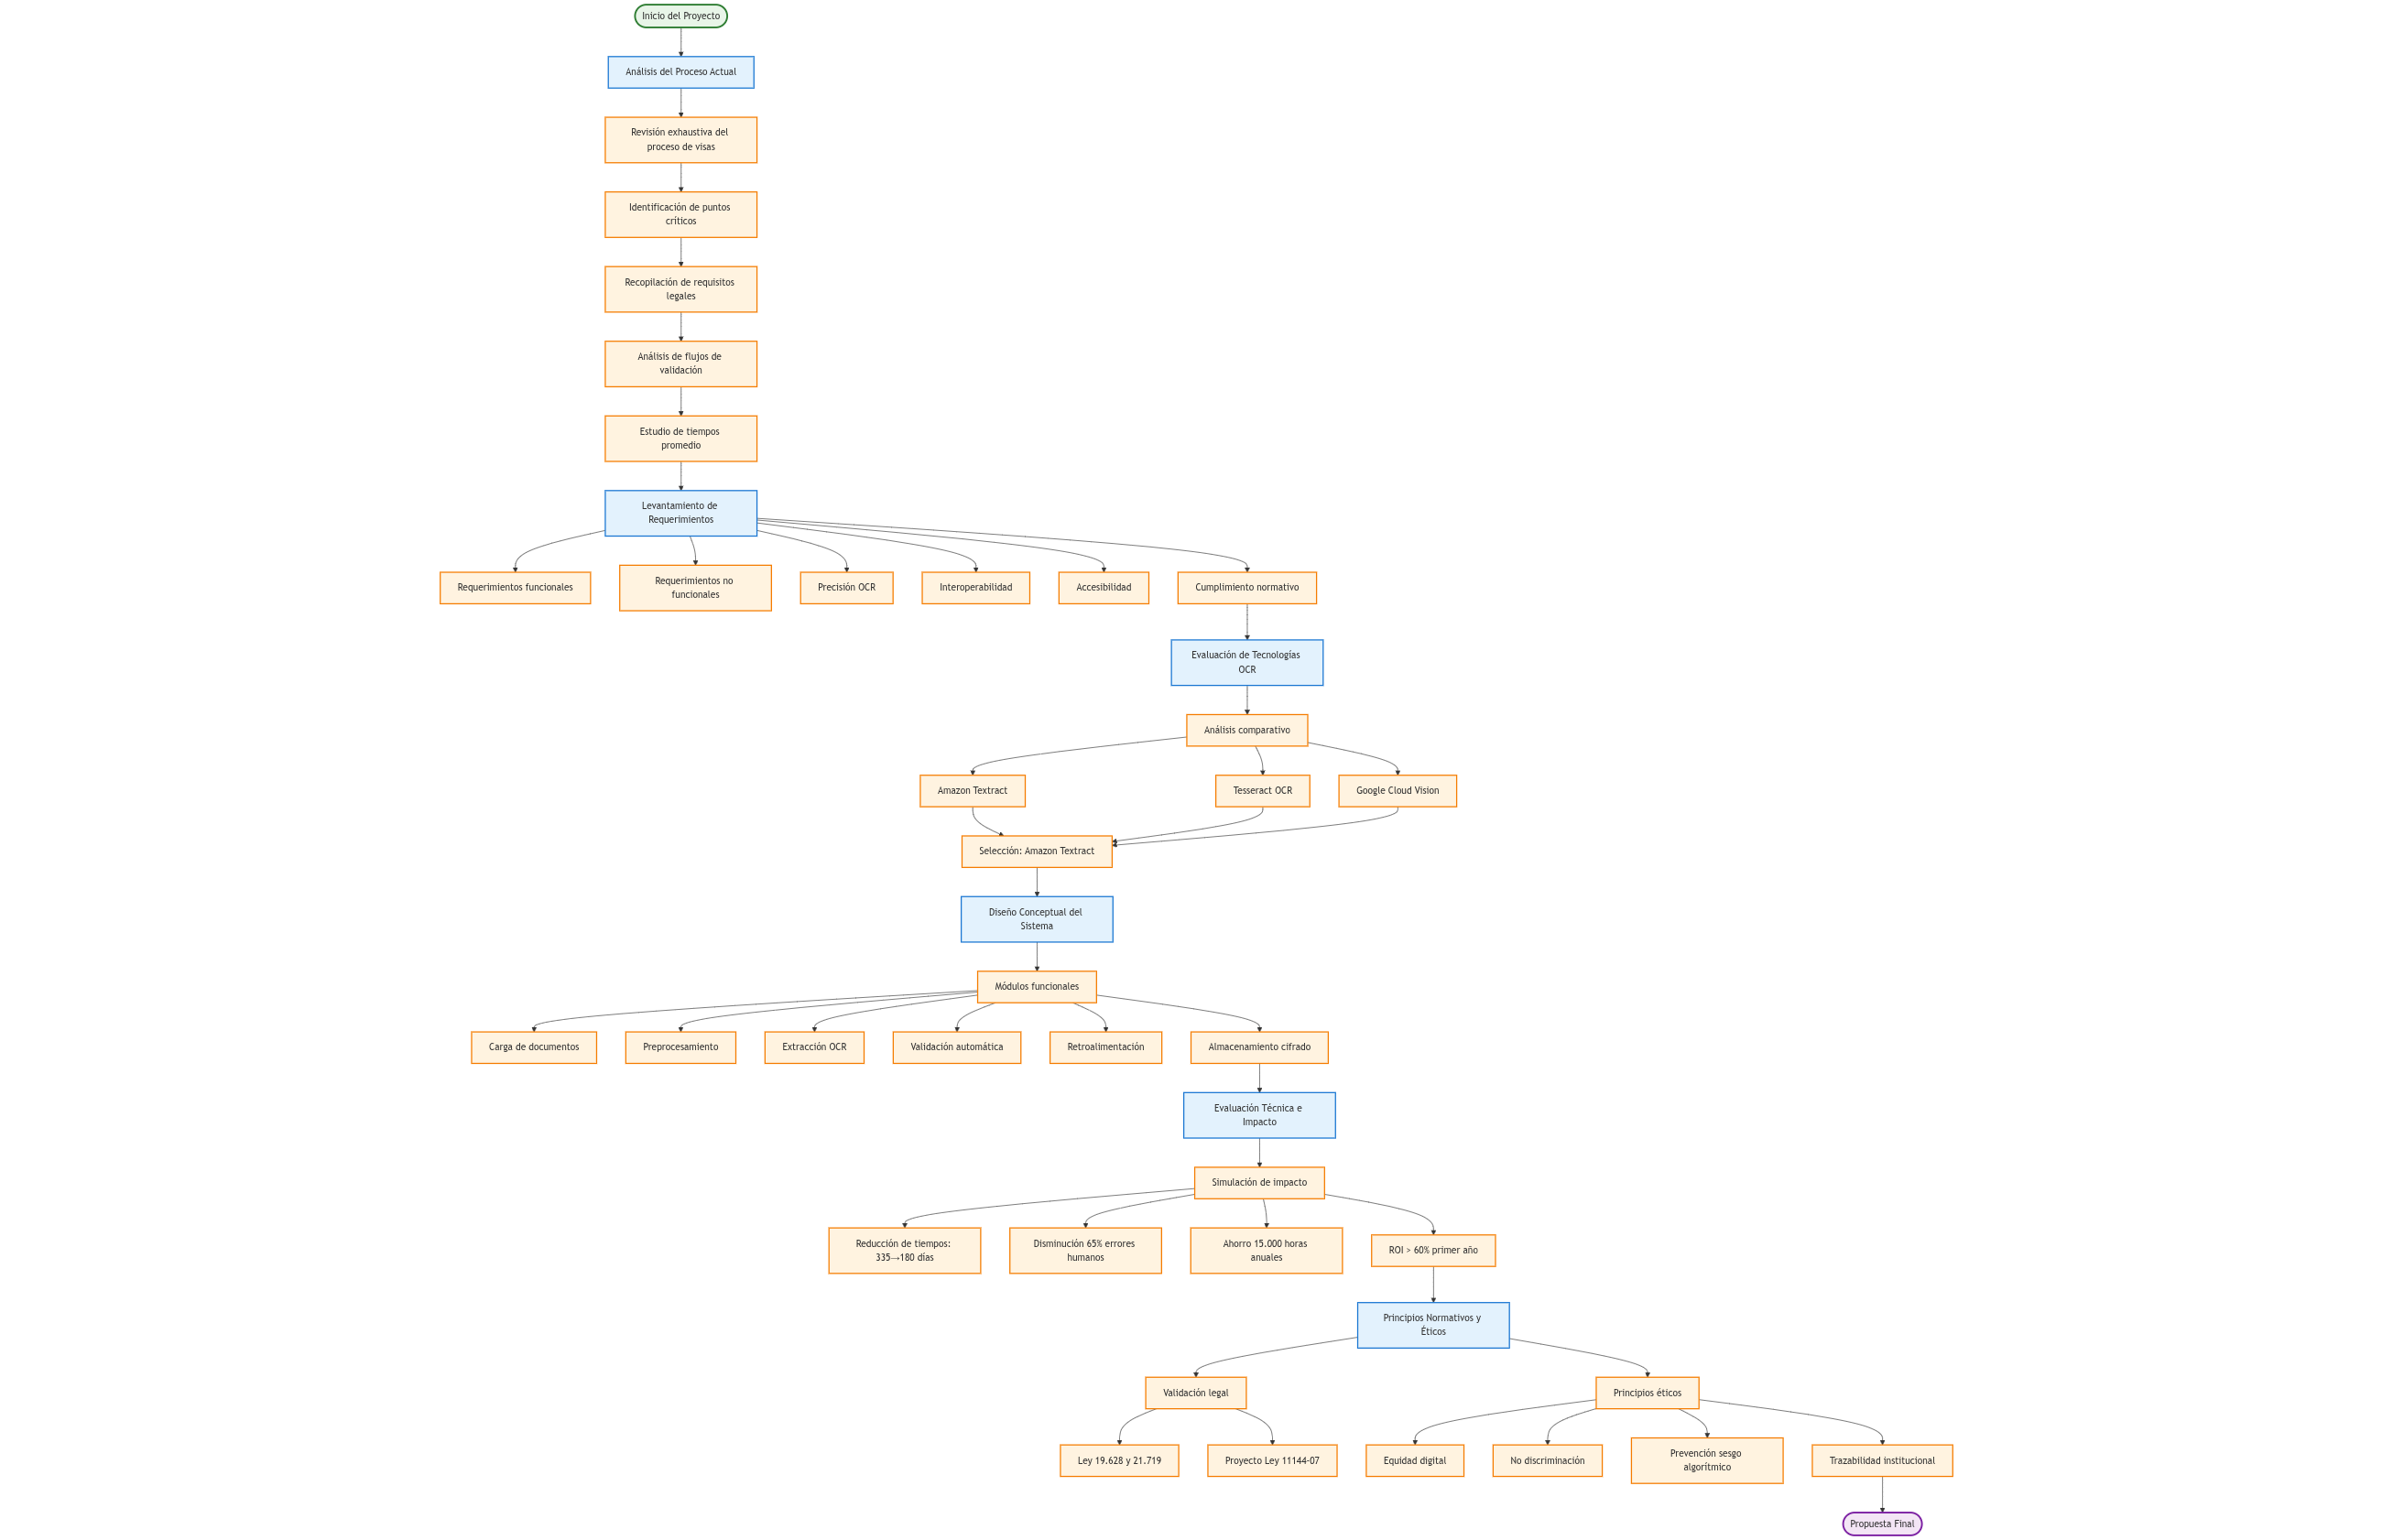 Inicio del Proyecto
Análisis del Proceso Actual
Revisión exhaustiva del
proceso de visas
Identificación de puntos
críticos
Recopilación de requisitos
legales
Análisis de flujos de
validación
Estudio de tiempos
promedio
Levantamiento de
Requerimientos
Requerimientos funcionales
Requerimientos no
funcionales
Precisión OCR
Interoperabilidad
Accesibilidad
Cumplimiento normativo
Evaluación de Tecnologías
OCR
Análisis comparativo
Amazon Textract
Tesseract OCR
Google Cloud Vision
Selección: Amazon Textract
Diseño Conceptual del
Sistema
Módulos funcionales
Carga de documentos
Preprocesamiento
Extracción OCR
Validación automática
Retroalimentación
Almacenamiento cifrado
Evaluación Técnica e
Impacto
Simulación de impacto
Reducción de tiempos:
335→180 días
Disminución 65% errores
humanos
Ahorro 15.000 horas
anuales
ROI > 60% primer año
Principios Normativos y
Éticos
Validación legal
Principios éticos
Ley 19.628 y 21.719
Proyecto Ley 11144-07
Equidad digital
No discriminación
Prevención sesgo
algorítmico
Trazabilidad institucional
Propuesta Final